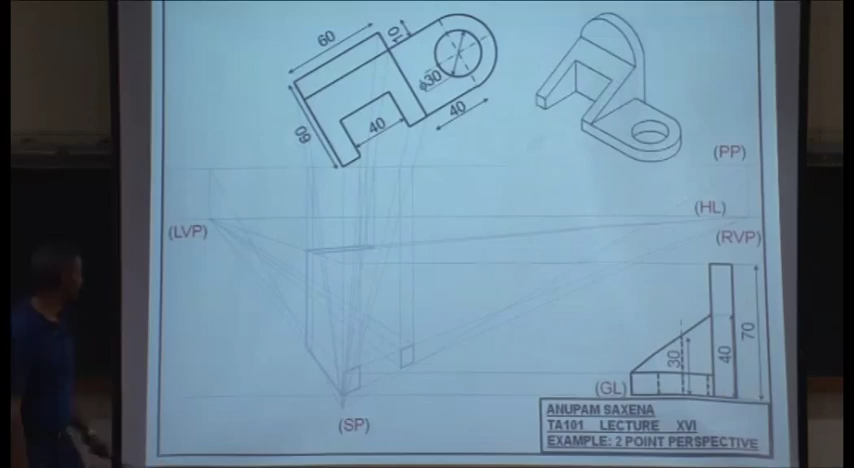 60
10
60
40
ϕ30
40
(PP)
(HL)
(LVP)
(RVP)
70
40
30
(GL)
(SP)
ANUPAM SAXENA
TA101 LECTURE XVI
EXAMPLE: 2 POINT PERSPECTIVE